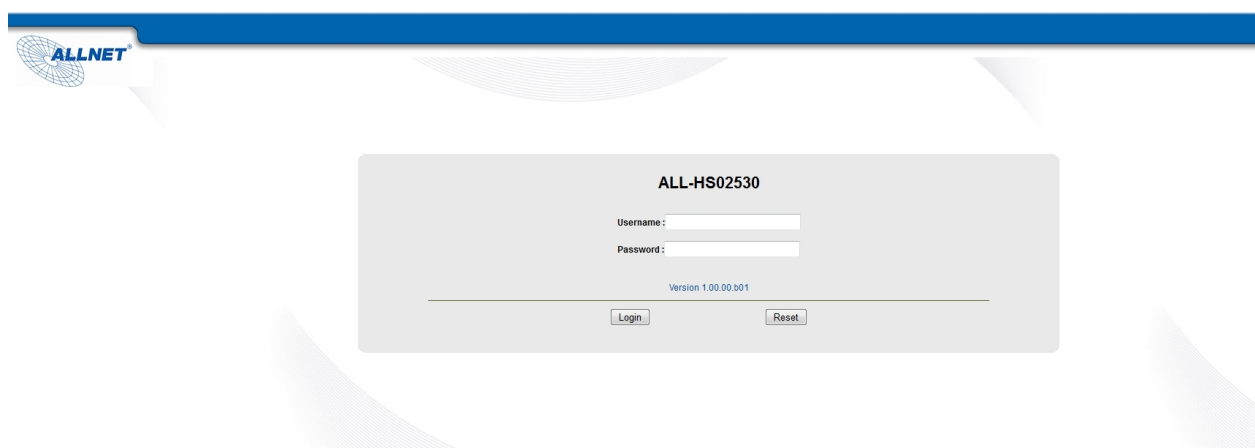 ALLNET®
ALL-HS02530
Username :
Password :
Version 1.00.00.b01
Login Reset